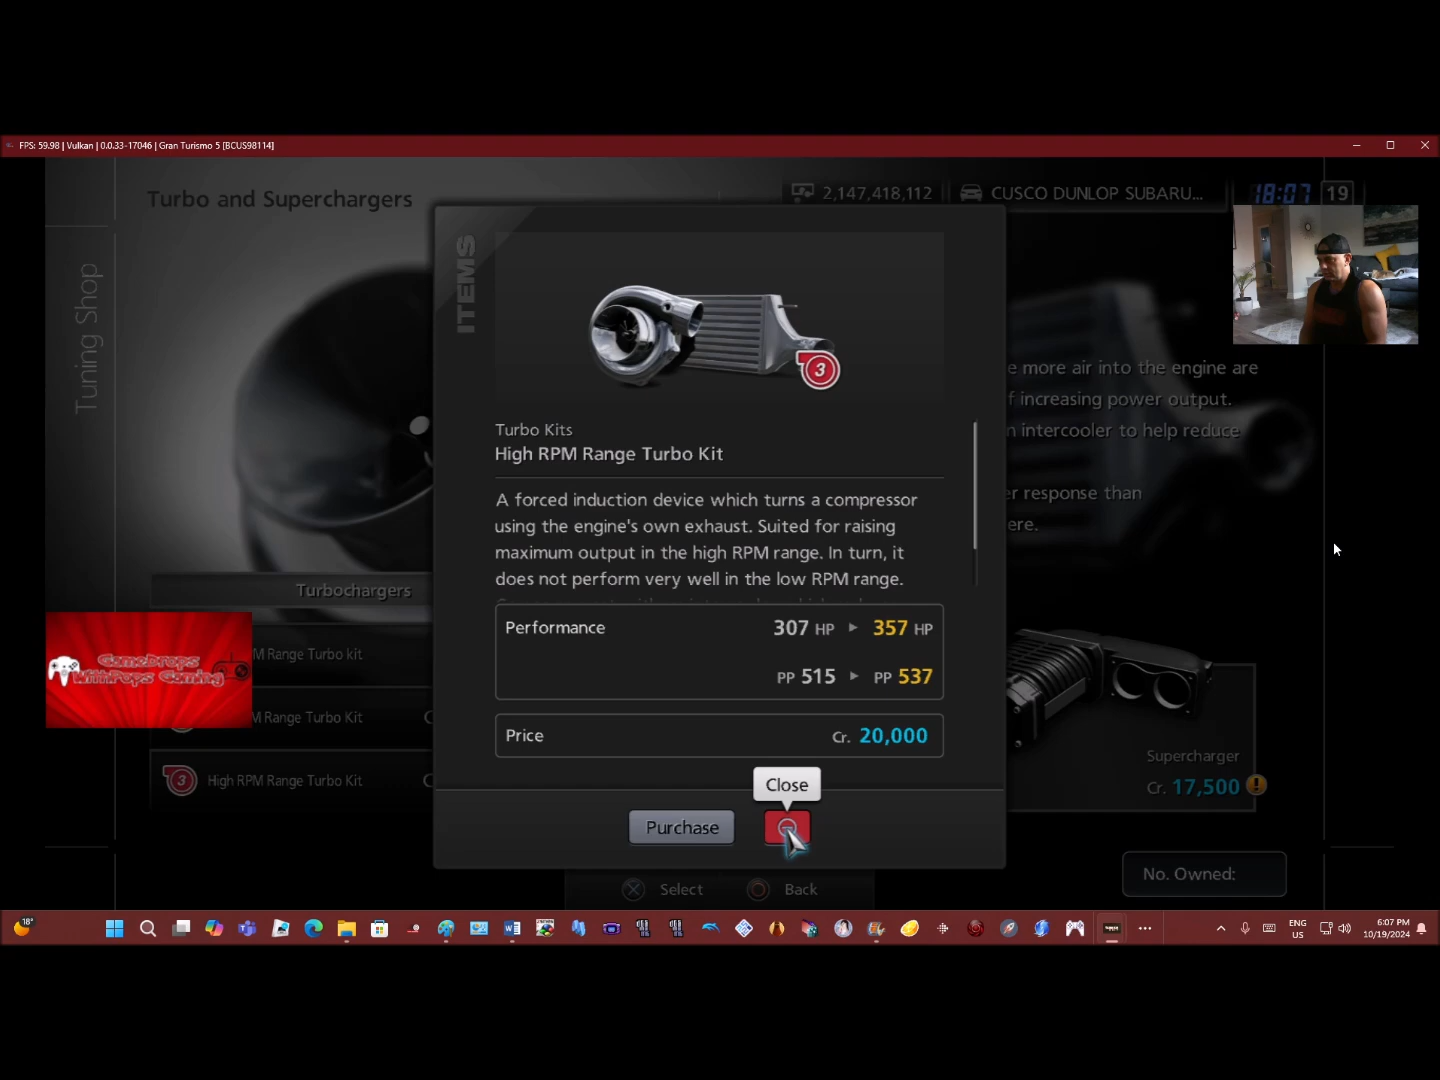 FPS: 59.98 | Vulkan | 0.0.33-17046 | Gran Turismo 5 [BCUS98114]
Turbo and Superchargers
2,147,418,112
CUSCO DUNLOP SUBARU...
18:07
19
Tuning Shop
ITEMS
3
e more air into the engine are
f increasing power output.
n intercooler to help reduce
er response than
ere.
Turbo Kits
High RPM Range Turbo Kit
A forced induction device which turns a compressor
using the engine's own exhaust. Suited for raising
maximum output in the high RPM range. In turn, it
does not perform very well in the low RPM range.
Turbochargers
M Range Turbo kit
M Range Turbo Kit
3 High RPM Range Turbo Kit
GameDrops
WithPops Gaming
Performance 307 HP ▶ 357 HP
PP 515 ▶ PP 537
Price Cr. 20,000
Close
Purchase
Supercharger
Cr. 17,500
No. Owned:
Select
Back
18°
ENG
US
6:07 PM
10/19/2024